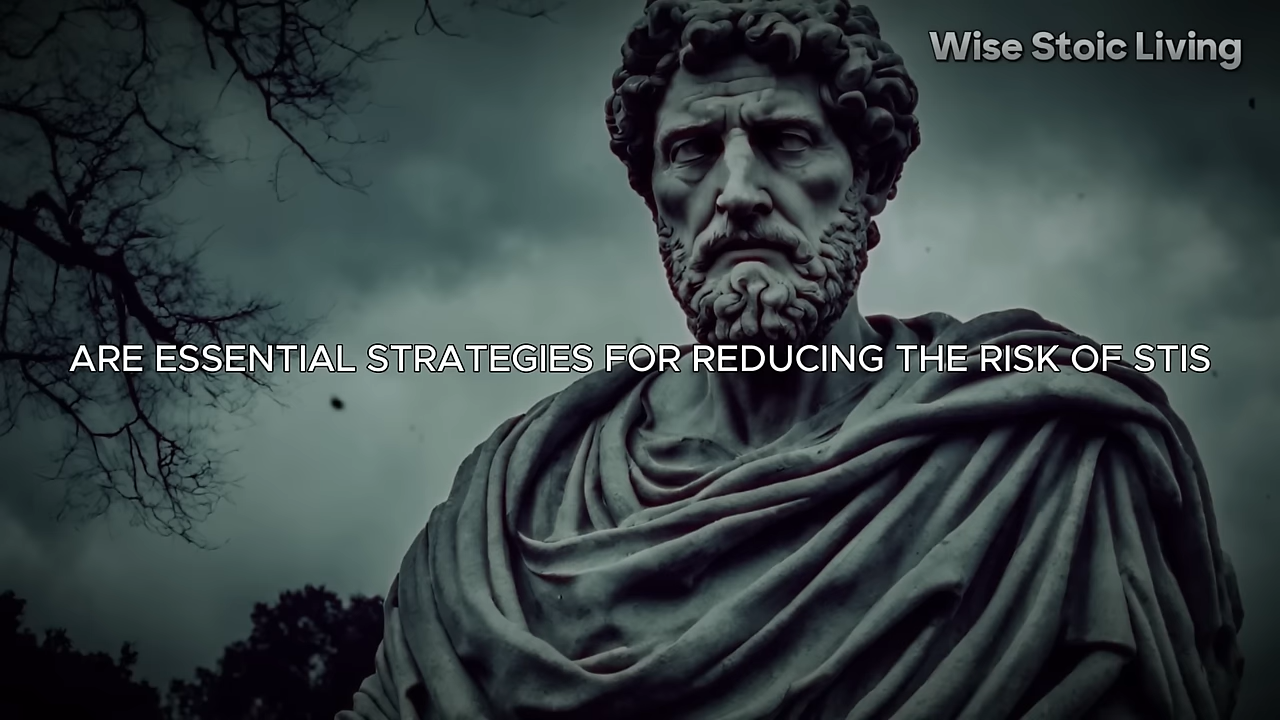 Wise Stoic Living
ARE ESSENTIAL STRATEGIES FOR REDUCING THE RISK OF STIS